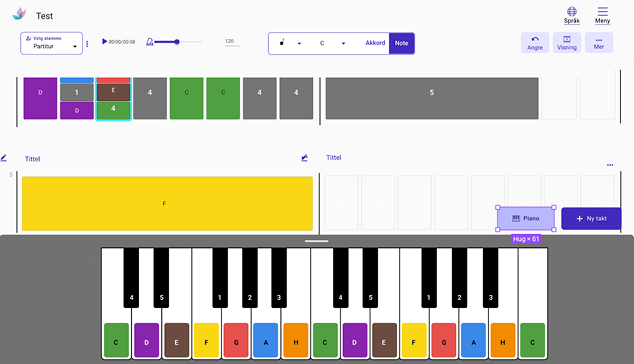 Test
Språk
Meny
Velg stemme
Partitur
00:00/00:08
120
C
Akkord
Note
Angre
Visning
Mer
D
1
D
E
4
4
C
C
4
4
5
Tittel
Tittel
3
F
Piano
Ny takt
Hug × 61
4 5 1 2 3 4 5 1 2 3
C D E F G A H C D E F G A H C